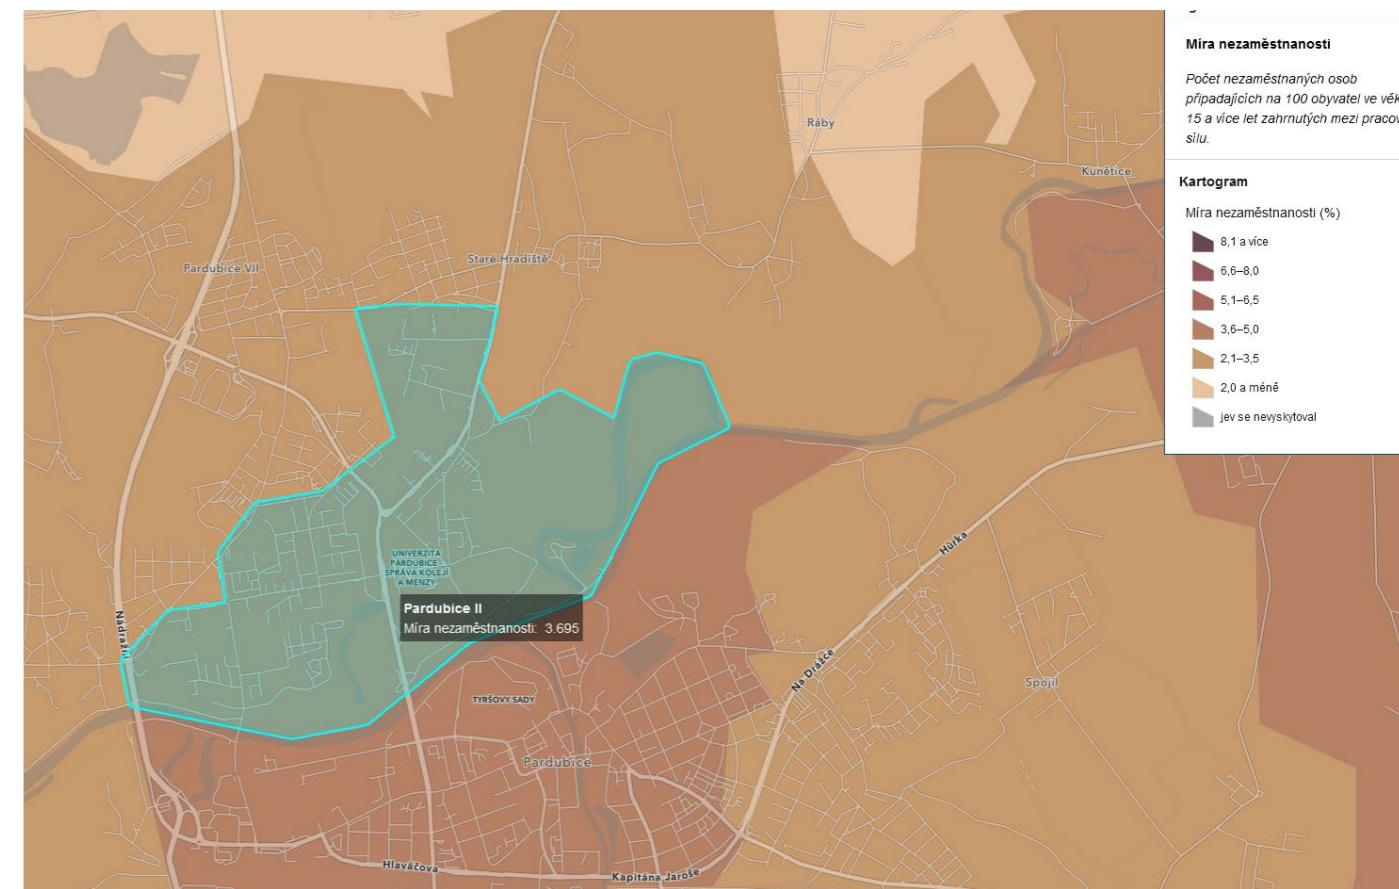 Míra nezaměstnanosti
Počet nezaměstnaných osob
připadajících na 100 obyvatel ve
15 a více let zahrnutých mezi
sílu.
Kartogram
Míra nezaměstnanosti (%)
8,1 a více
6,6–8,0
5,1–6,5
3,6–5,0
2,1–3,5
2,0 a méně
jev se nevyskytoval
Ráby
Kunětice
Staré Hradiště
Pardubice VII
Hůrka
UNIVERZITA
PARDUBICE -
SPRÁVA KOLEJÍ
A MENZY
Pardubice II
Míra nezaměstnanosti: 3.695
Nádražní
Na Drážce
Spojil
TYRŠOVY SADY
Pardubice
Hlaváčova
Kapitána Jaroše